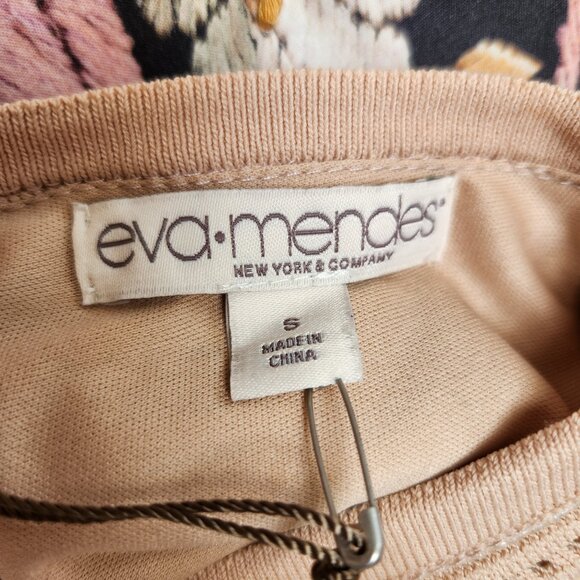 eva•mendes®
NEW YORK & COMPANY
S
MADE IN
CHINA